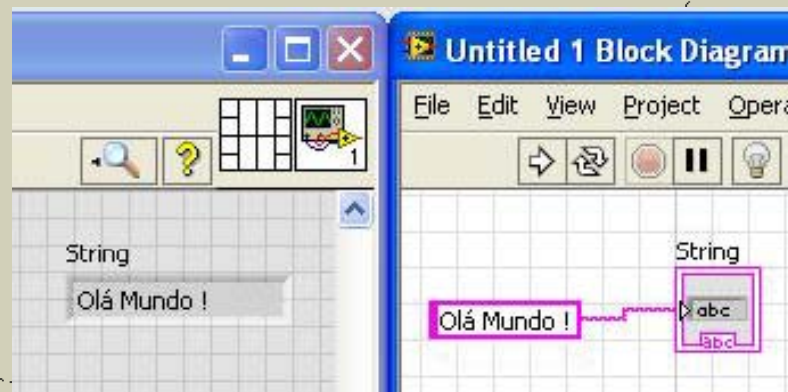 Untitled 1 Block Diagram
File Edit View Project Opera
1
String
Olá Mundo !
String
Olá Mundo !
abc
abc